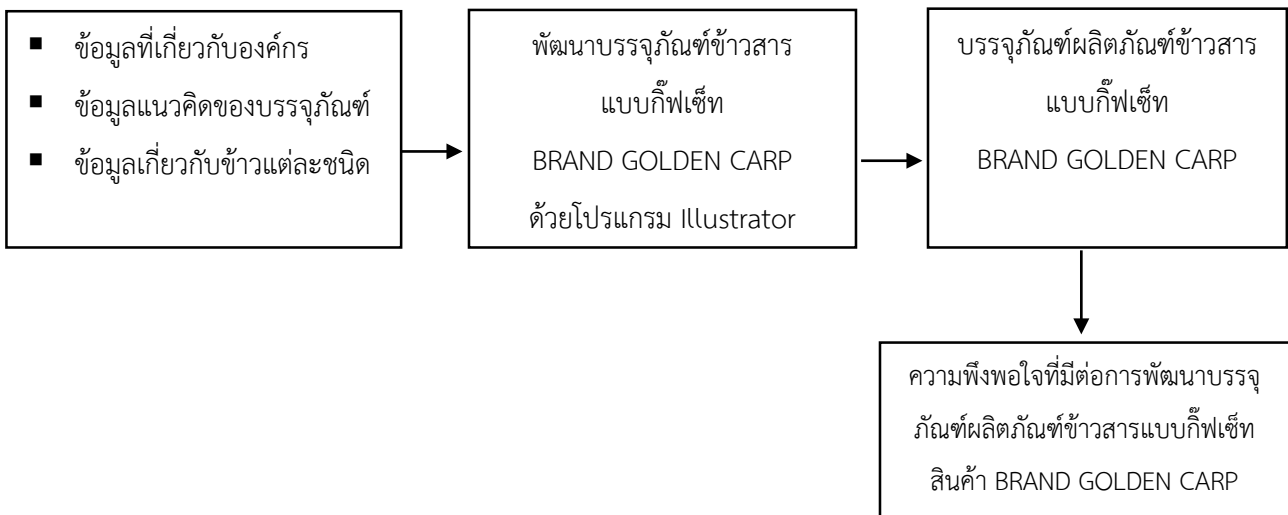 ▪ ข้อมูลที่เกี่ยวกับองค์กร
▪ ข้อมูลแนวคิดของบรรจุภัณฑ์
▪ ข้อมูลเกี่ยวกับข้าวแต่ละชนิด
พัฒนาบรรจุภัณฑ์ข้าวสาร
แบบกิ๊ฟเซ็ท
BRAND GOLDEN CARP
ด้วยโปรแกรม Illustrator
บรรจุภัณฑ์ผลิตภัณฑ์ข้าวสาร
แบบกิ๊ฟเซ็ท
BRAND GOLDEN CARP
ความพึงพอใจที่มีต่อการพัฒนาบรรจุ
ภัณฑ์ผลิตภัณฑ์ข้าวสารแบบกิ๊ฟเซ็ท
สินค้า BRAND GOLDEN CARP